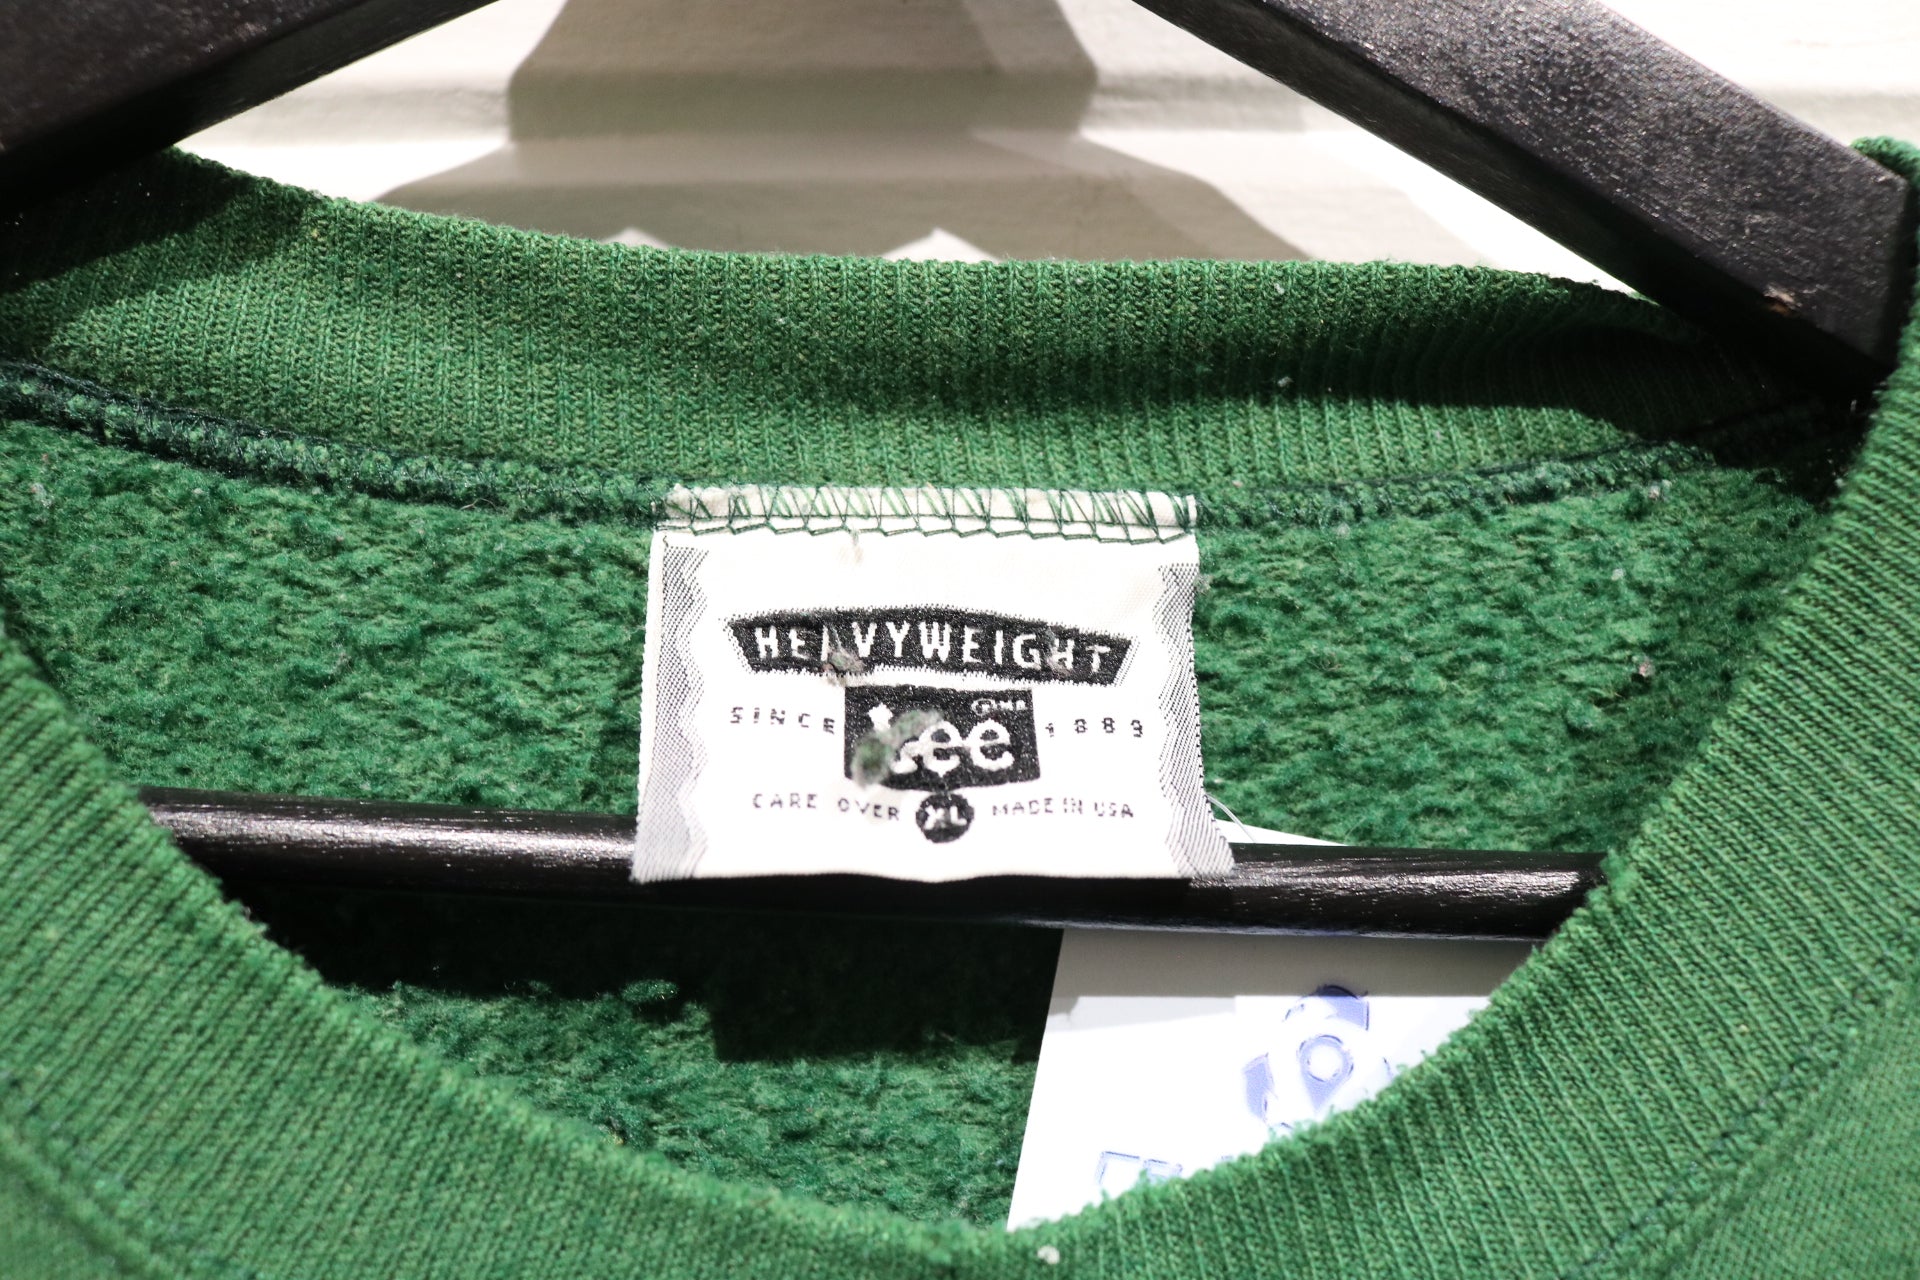 HEAVYWEIGHT
Lee
SINCE 1889
CARE OVER XL MADE IN USA